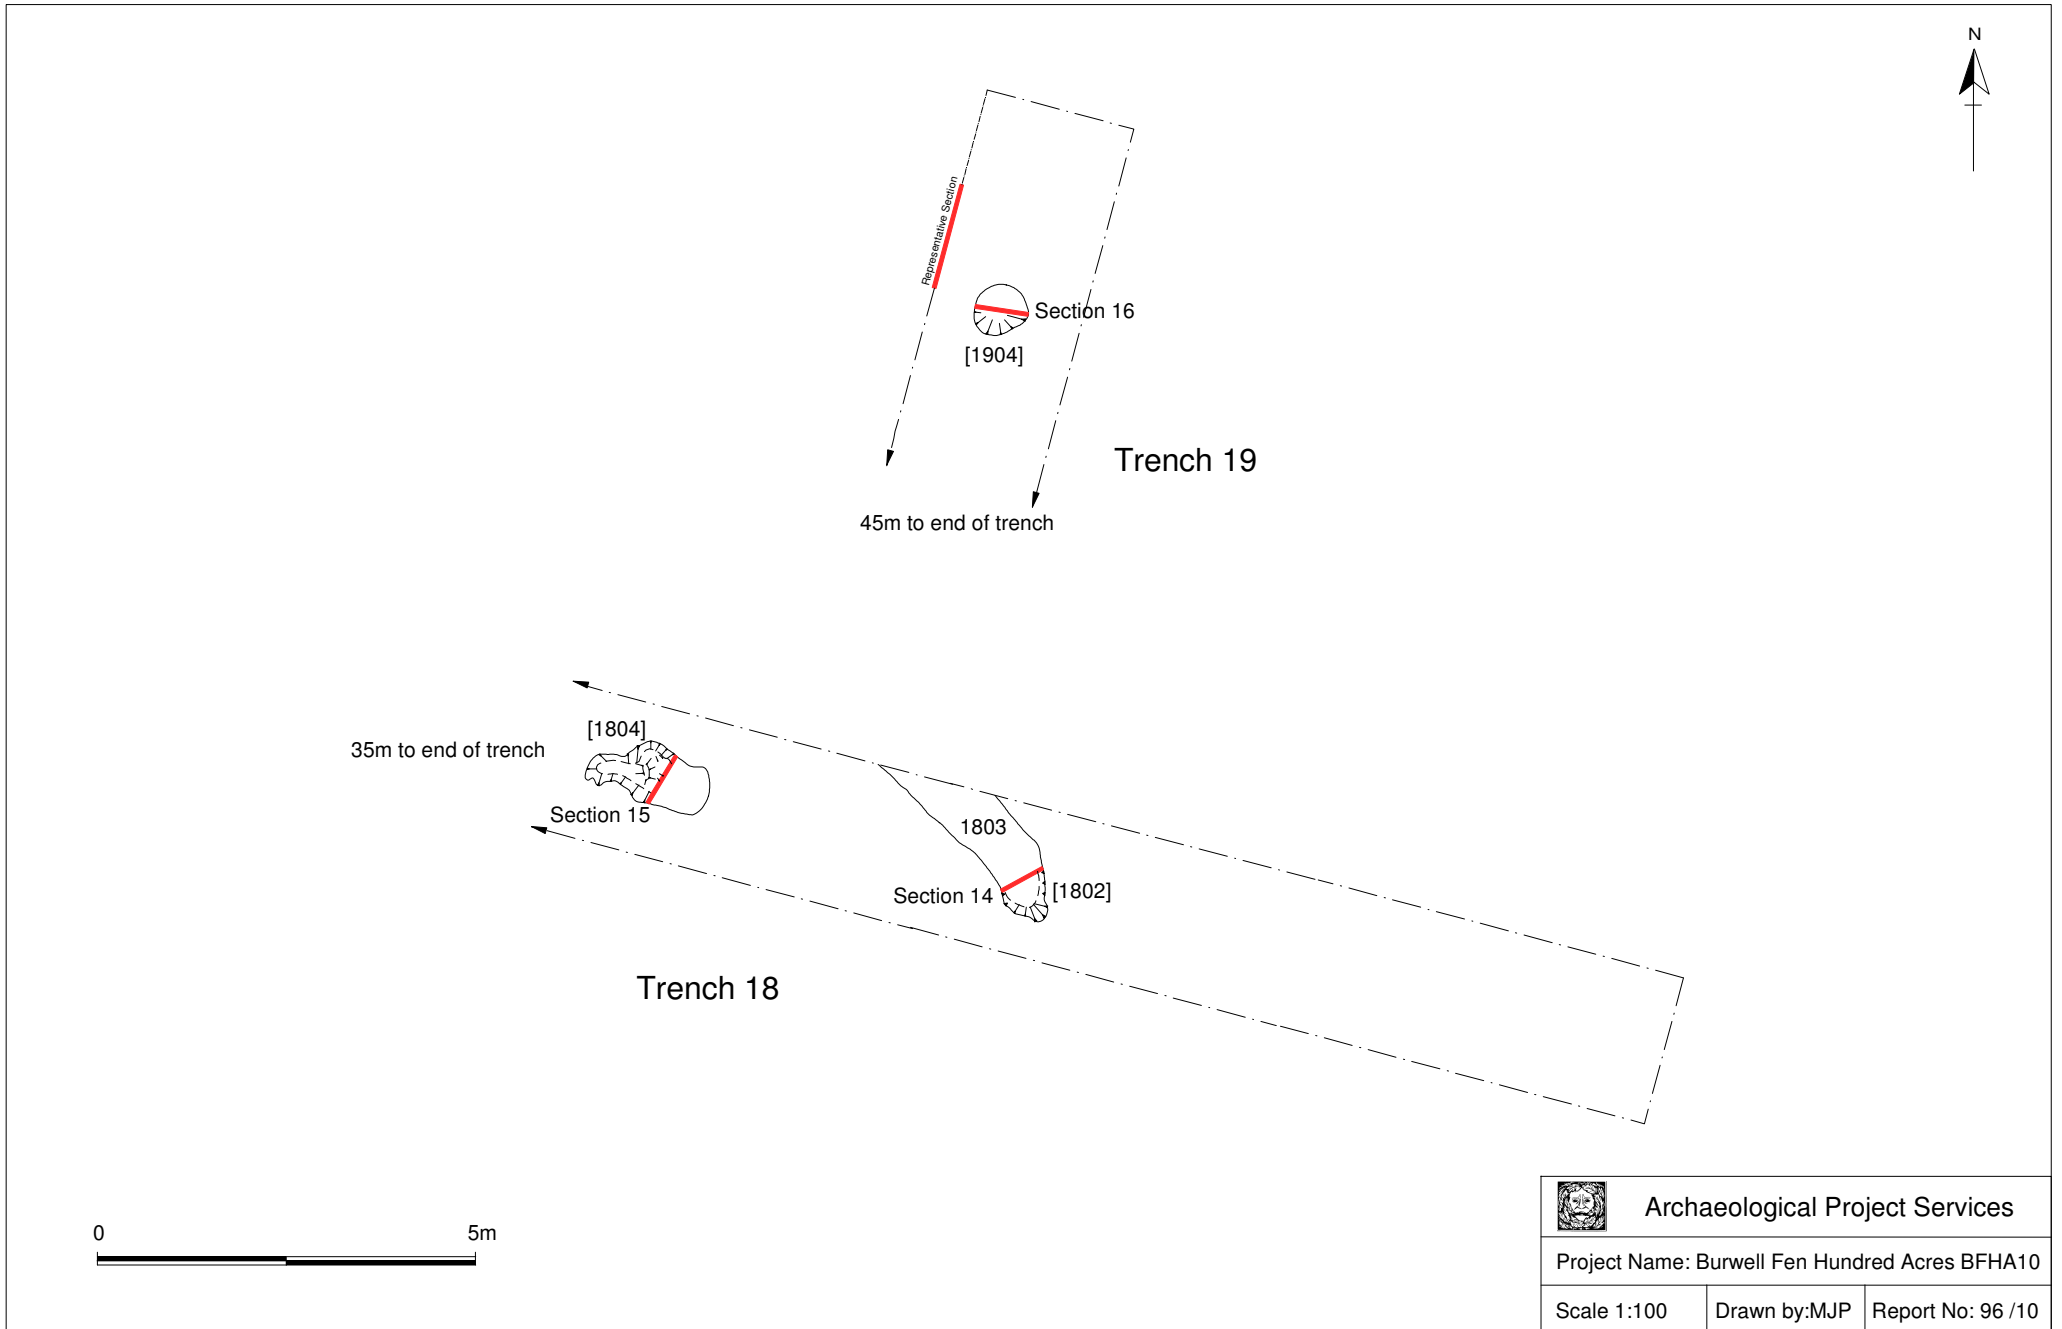 N
Representative Section
Section 16
[1904]
Trench 19
45m to end of trench
[1804]
35m to end of trench
Section 15
1803
Section 14
[1802]
Trench 18
0 5m
Archaeological Project Services
Project Name: Burwell Fen Hundred Acres BFHA10
Scale 1:100
Drawn by:MJP
Report No: 96 /10